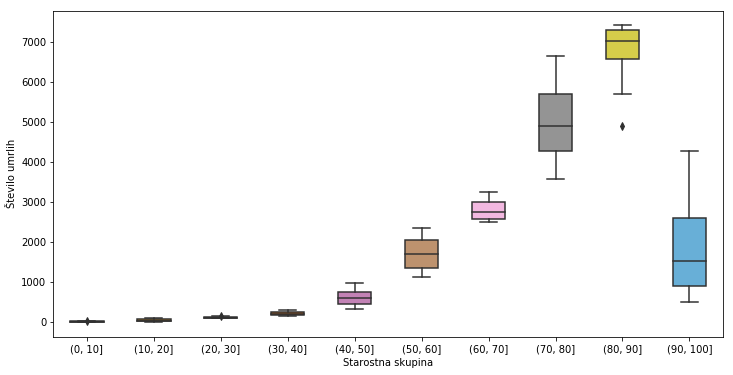 7000
6000
5000
4000
3000
2000
1000
0
Število umrlih
(0, 10] (10, 20] (20, 30] (30, 40] (40, 50] (50, 60] (60, 70] (70, 80] (80, 90] (90, 100]
Starostna skupina